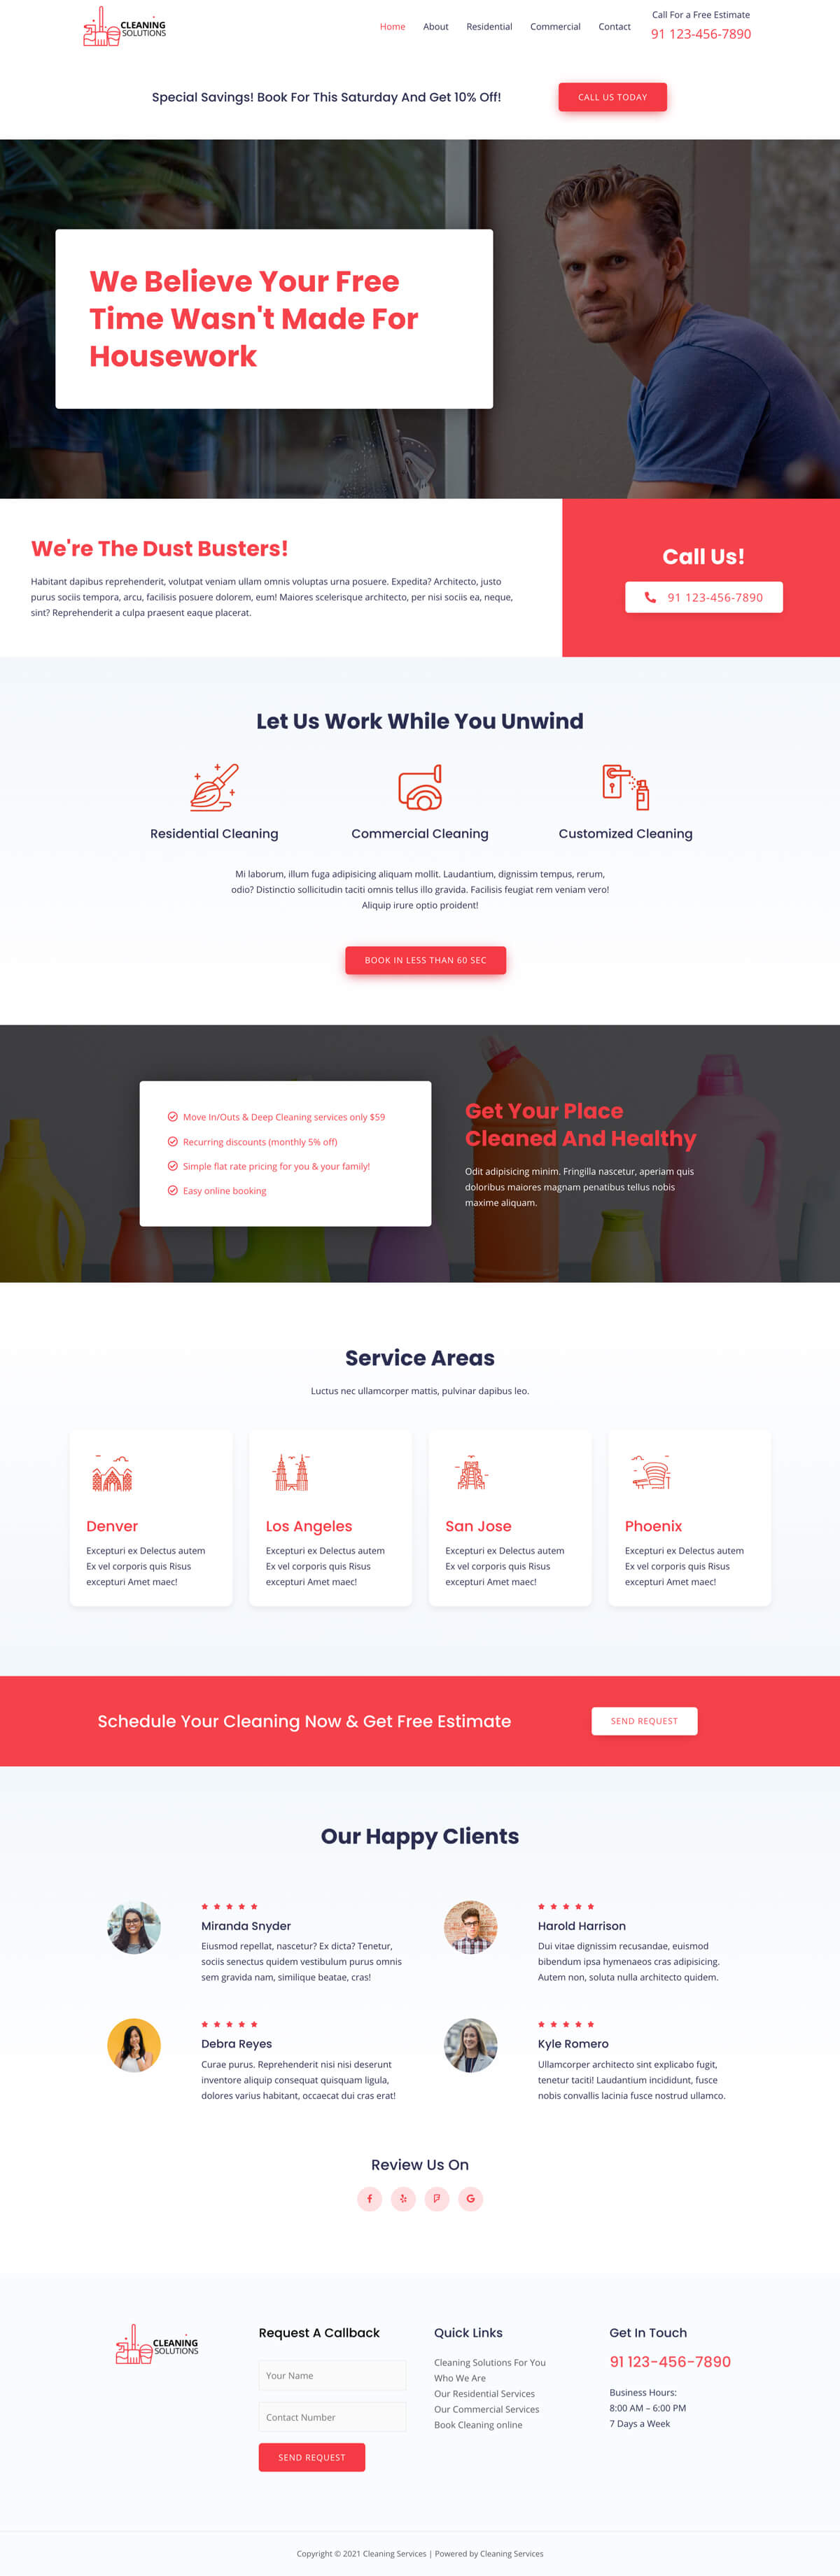 CLEANING
SOLUTIONS
Home
About
Residential
Commercial
Contact
Call For a Free Estimate
91 123-456-7890
Special Savings! Book For This Saturday And Get 10% Off!
CALL US TODAY
We Believe Your Free
Time Wasn't Made For
Housework
We're The Dust Busters!
Habitant dapibus reprehenderit, volutpat veniam ullam omnis voluptas urna posuere. Expedita? Architecto, justo
purus sociis tempora, arcu, facilisis posuere dolorem, eum! Maiores scelerisque architecto, per nisi sociis ea, neque,
sint? Reprehenderit a culpa praesent eaque placerat.
Call Us!
91 123-456-7890
Let Us Work While You Unwind
Residential Cleaning
Commercial Cleaning
Customized Cleaning
Mi laborum, illum fuga adipisicing aliquam mollit. Laudantium, dignissim tempus, rerum,
odio? Distinctio sollicitudin taciti omnis tellus illo gravida. Facilisis feugiat rem veniam vero!
Aliquip irure optio proident!
BOOK IN LESS THAN 60 SEC
Move In/Outs & Deep Cleaning services only $59
Recurring discounts (monthly 5% off)
Simple flat rate pricing for you & your family!
Easy online booking
Get Your Place
Cleaned And Healthy
Odit adipisicing minim. Fringilla nascetur, aperiam quis
doloribus maiores magnam penatibus tellus nobis
maxime aliquam.
Service Areas
Luctus nec ullamcorper mattis, pulvinar dapibus leo.
Denver
Excepturi ex Delectus autem
Ex vel corporis quis Risus
excepturi Amet maec!
Los Angeles
Excepturi ex Delectus autem
Ex vel corporis quis Risus
excepturi Amet maec!
San Jose
Excepturi ex Delectus autem
Ex vel corporis quis Risus
excepturi Amet maec!
Phoenix
Excepturi ex Delectus autem
Ex vel corporis quis Risus
excepturi Amet maec!
Schedule Your Cleaning Now & Get Free Estimate
SEND REQUEST
Our Happy Clients
Miranda Snyder
Eiusmod repellat, nascetur? Ex dicta? Tenetur,
sociis senectus quidem vestibulum purus omnis
sem gravida nam, similique beatae, cras!
Harold Harrison
Dui vitae dignissim recusandae, euismod
bibendum ipsa hymenaeos cras adipisicing.
Autem non, soluta nulla architecto quidem.
Debra Reyes
Curae purus. Reprehenderit nisi nisi deserunt
inventore aliquip consequat quisquam ligula,
dolores varius habitant, occaecat dui cras erat!
Kyle Romero
Ullamcorper architecto sint explicabo fugit,
tenetur taciti! Laudantium incididunt, fusce
nobis convallis lacinia fusce nostrud ullamco.
Review Us On
CLEANING
SOLUTIONS
Request A Callback
Your Name
Contact Number
SEND REQUEST
Quick Links
Cleaning Solutions For You
Who We Are
Our Residential Services
Our Commercial Services
Book Cleaning online
Get In Touch
91 123-456-7890
Business Hours:
8:00 AM – 6:00 PM
7 Days a Week
Copyright © 2021 Cleaning Services | Powered by Cleaning Services